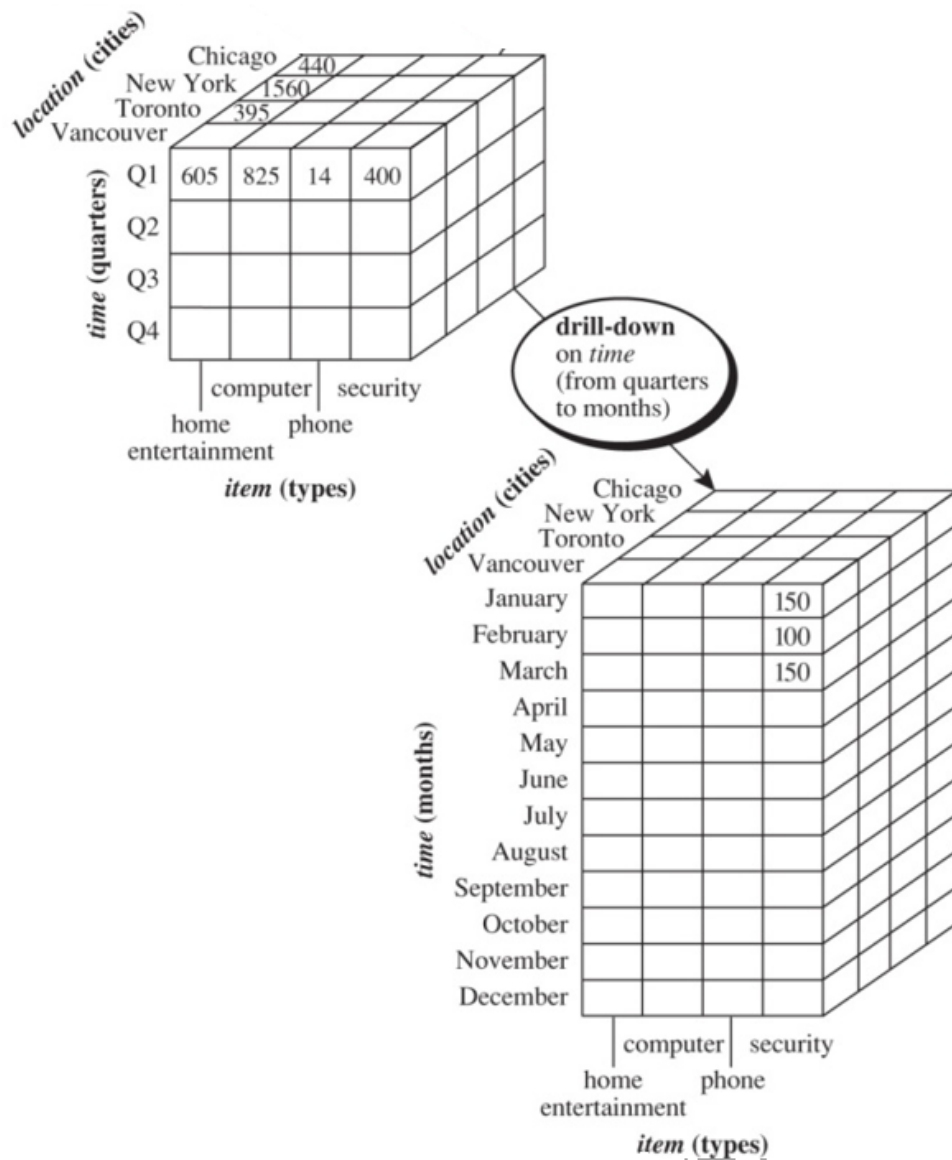 location (cities)
Chicago
New York
Toronto
Vancouver
440
1560
395
time (quarters)
Q1 605 825 14 400
Q2
Q3
Q4
computer security
home phone
entertainment
item (types)
drill-down
on time
(from quarters
to months)
location (cities)
Chicago
New York
Toronto
Vancouver
time (months)
January 150
February 100
March 150
April
May
June
July
August
September
October
November
December
computer security
home phone
entertainment
item (types)